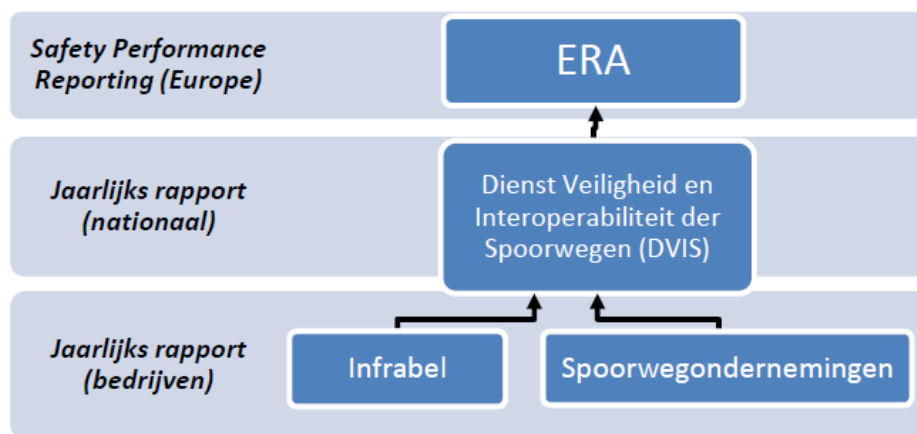 Safety Performance
Reporting (Europe)
ERA
Jaarlijks rapport
(nationaal)
Dienst Veiligheid en
Interoperabiliteit der
Spoorwegen (DVIS)
Jaarlijks rapport
(bedrijven)
Infrabel
Spoorwegondernemingen